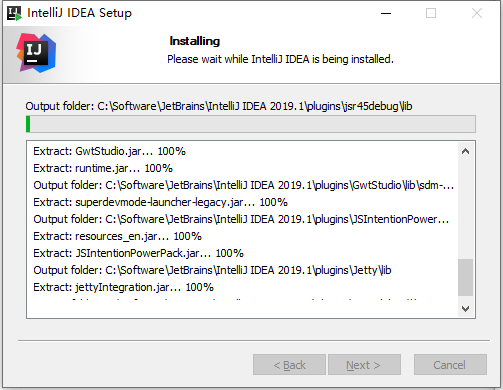 IntelliJ IDEA Setup
IJ
Installing
Please wait while IntelliJ IDEA is being installed.
Output folder: C:\Software\JetBrains\IntelliJ IDEA 2019.1\plugins\jsr45debug\lib
Extract: GwtStudio.jar... 100%
Extract: runtime.jar... 100%
Output folder: C:\Software\JetBrains\IntelliJ IDEA 2019.1\plugins\GwtStudio\lib\sdm-...
Extract: superdevmode-launcher-legacy.jar... 100%
Output folder: C:\Software\JetBrains\IntelliJ IDEA 2019.1\plugins\JSIntentionPower...
Extract: resources_en.jar... 100%
Extract: JSIntentionPowerPack.jar... 100%
Output folder: C:\Software\JetBrains\IntelliJ IDEA 2019.1\plugins\Jetty\lib
Extract: jettyIntegration.jar... 100%
< Back
Next >
Cancel